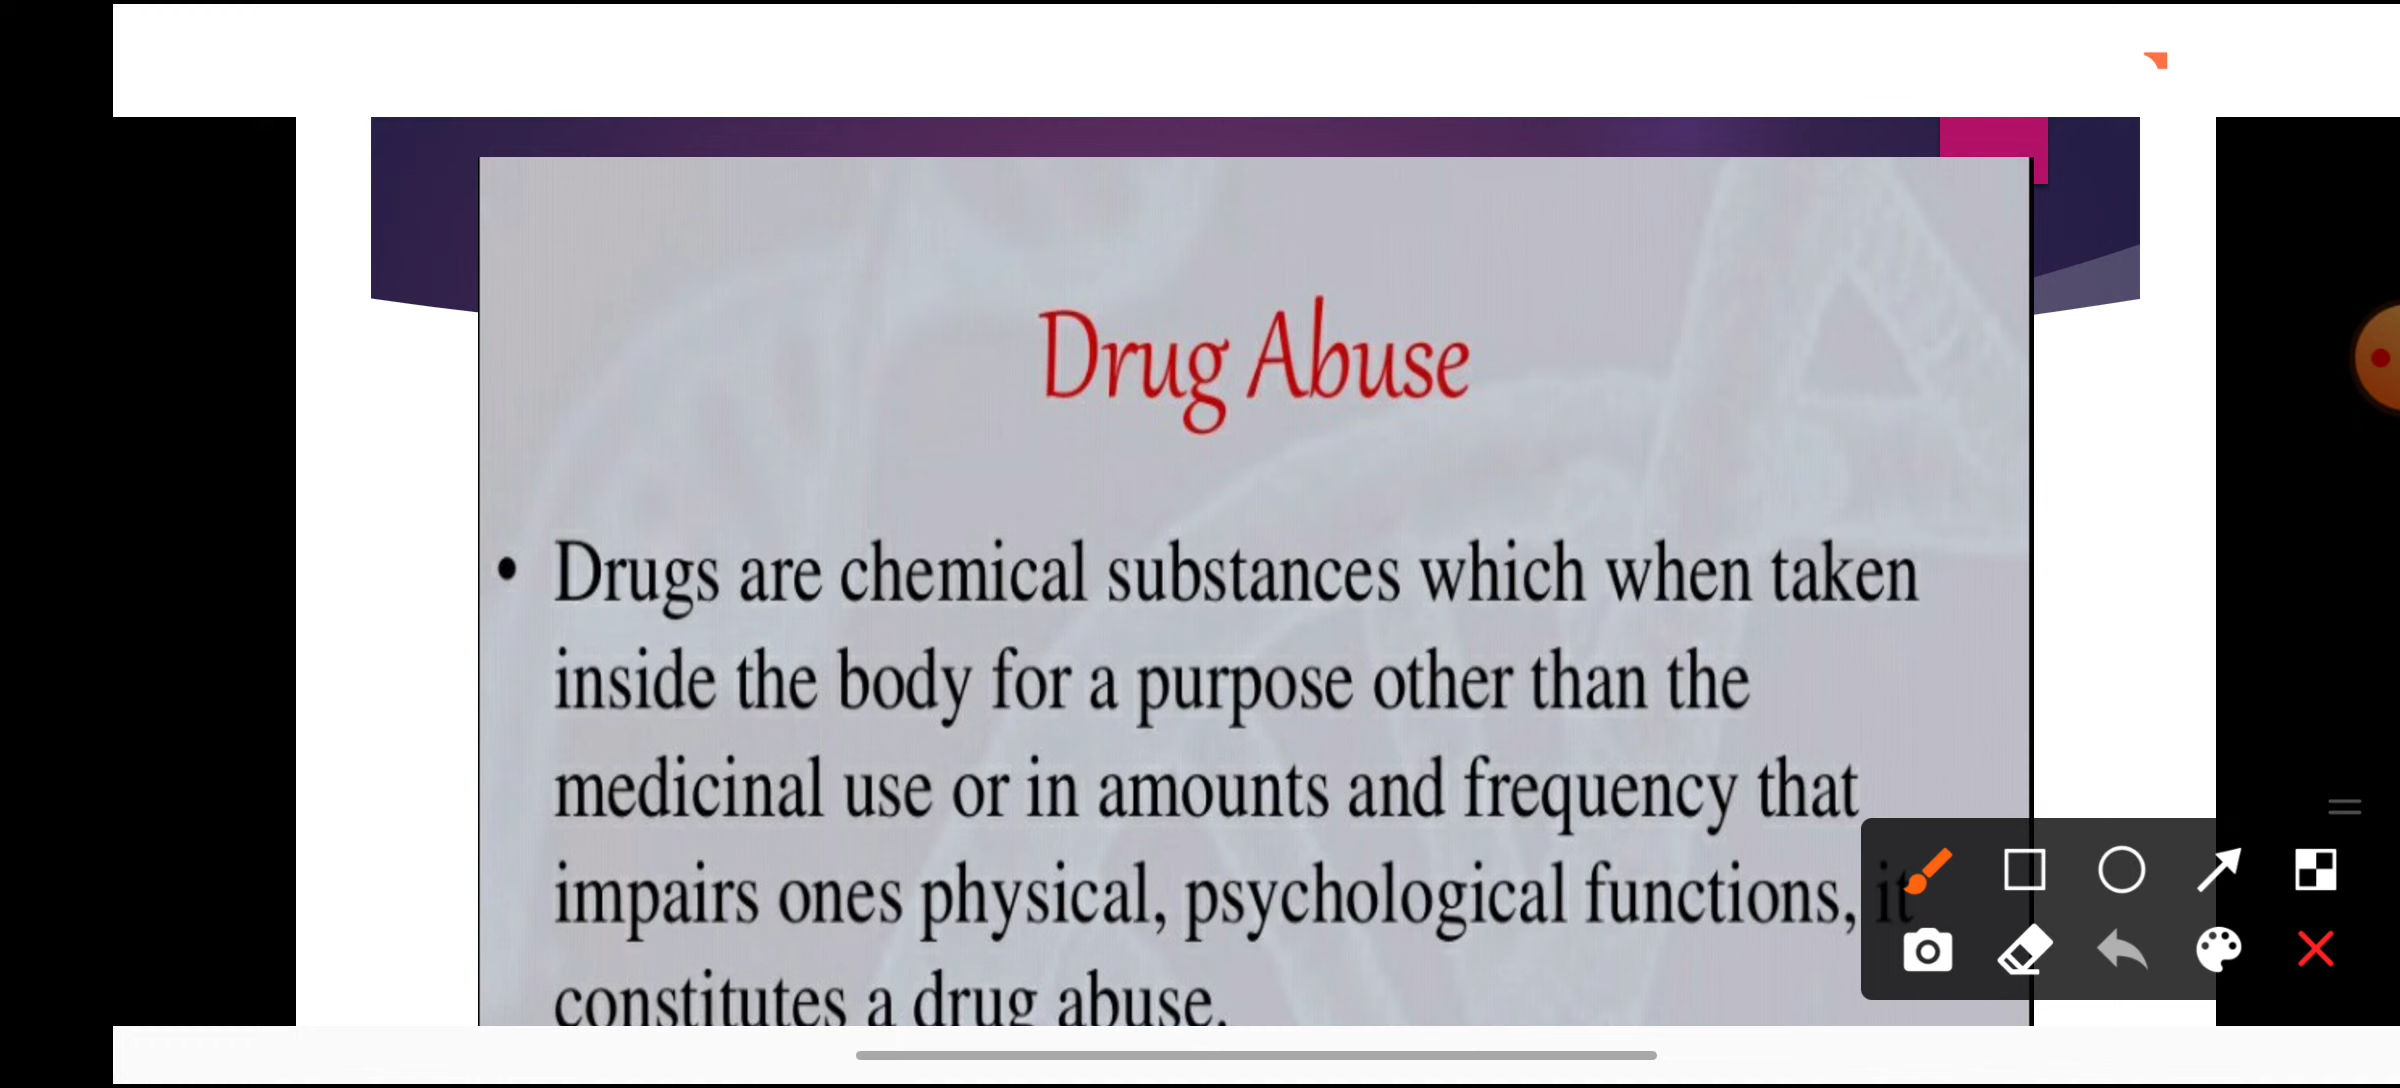 Drug Abuse
• Drugs are chemical substances which when taken
inside the body for a purpose other than the
medicinal use or in amounts and frequency that
impairs ones physical, psychological functions, it
constitutes a drug abuse.